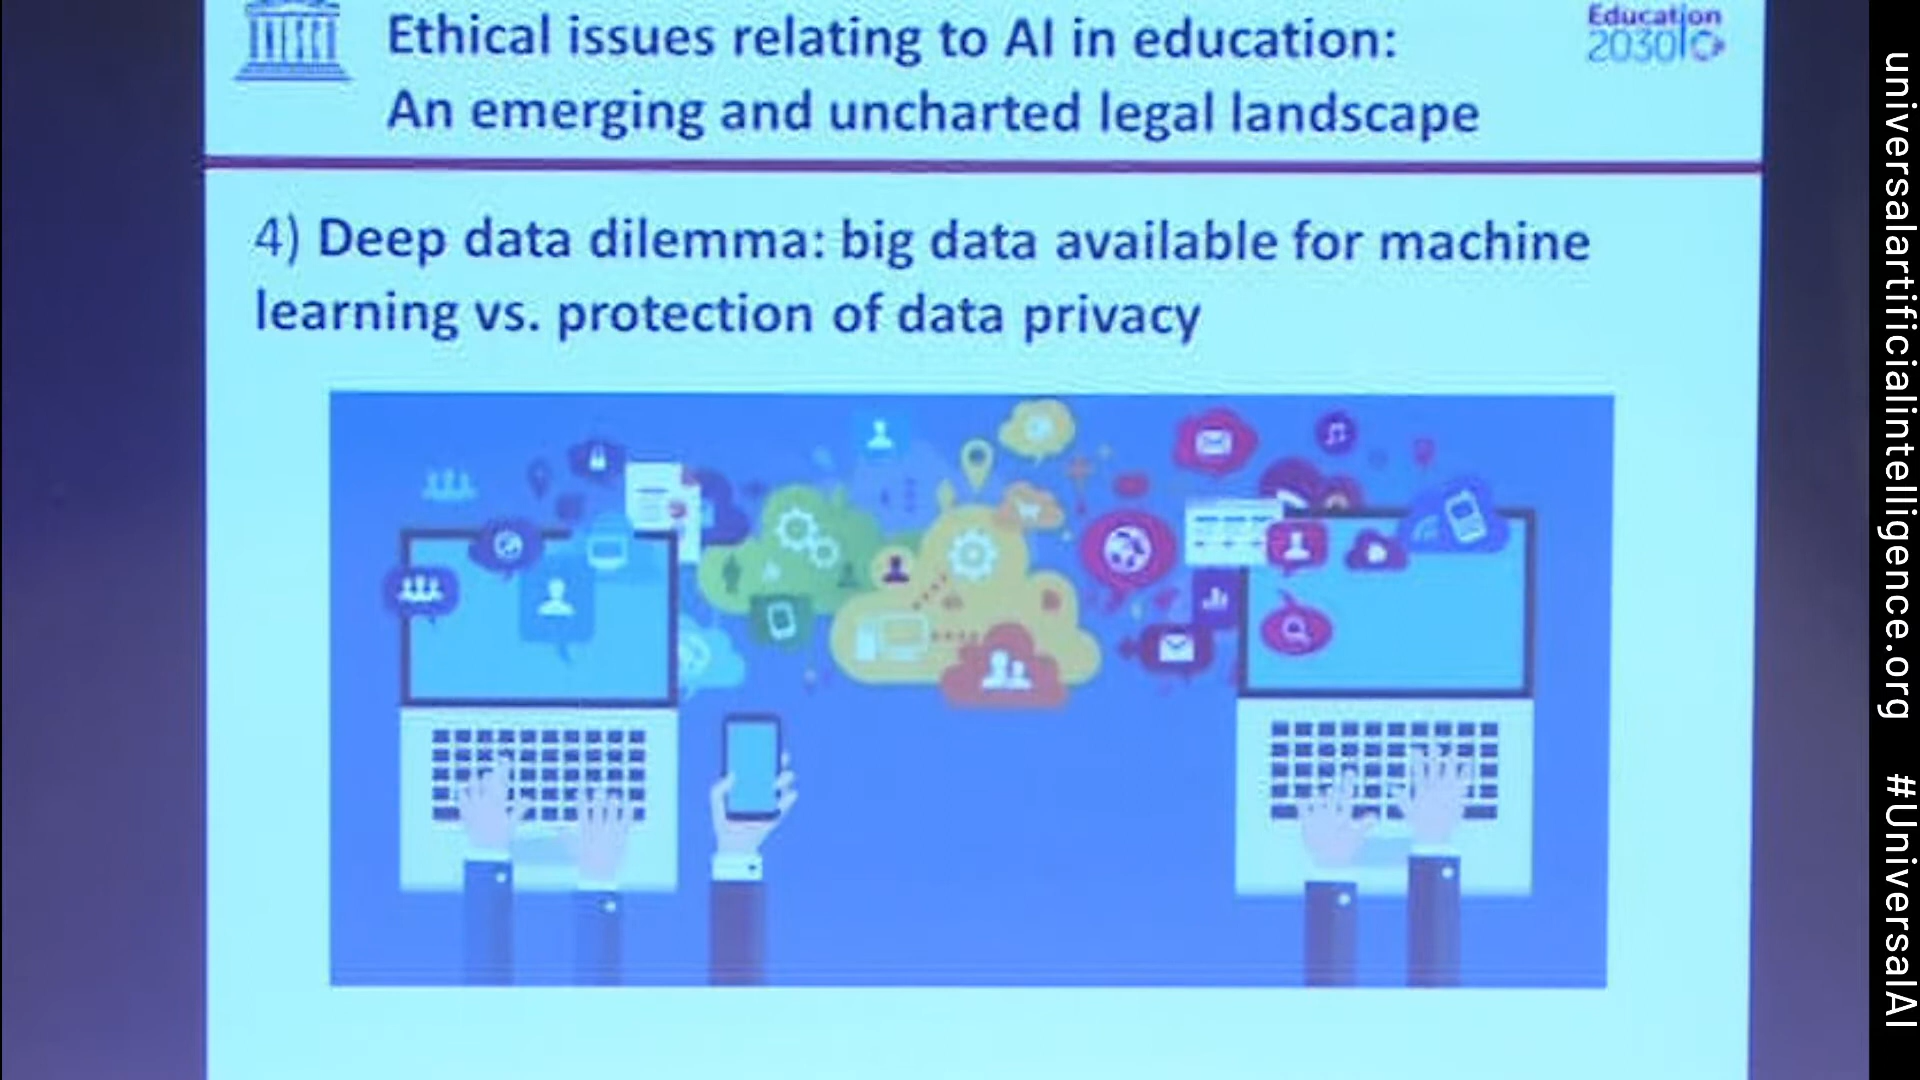 Ethical issues relating to AI in education:
An emerging and uncharted legal landscape
Education
2030
4) Deep data dilemma: big data available for machine
learning vs. protection of data privacy
universalartificialintelligence.org #UniversalAI